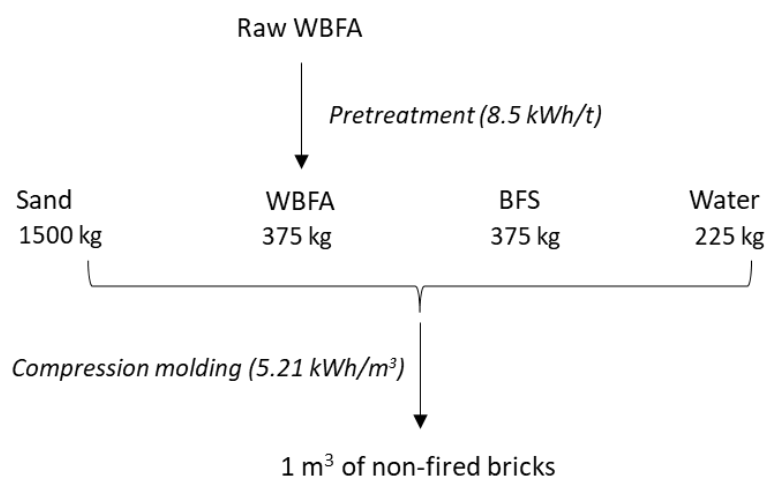 Raw WBFA
Pretreatment (8.5 kWh/t)
Sand WBFA BFS Water
1500 kg 375 kg 375 kg 225 kg
Compression molding (5.21 kWh/m³)
1 m³ of non-fired bricks